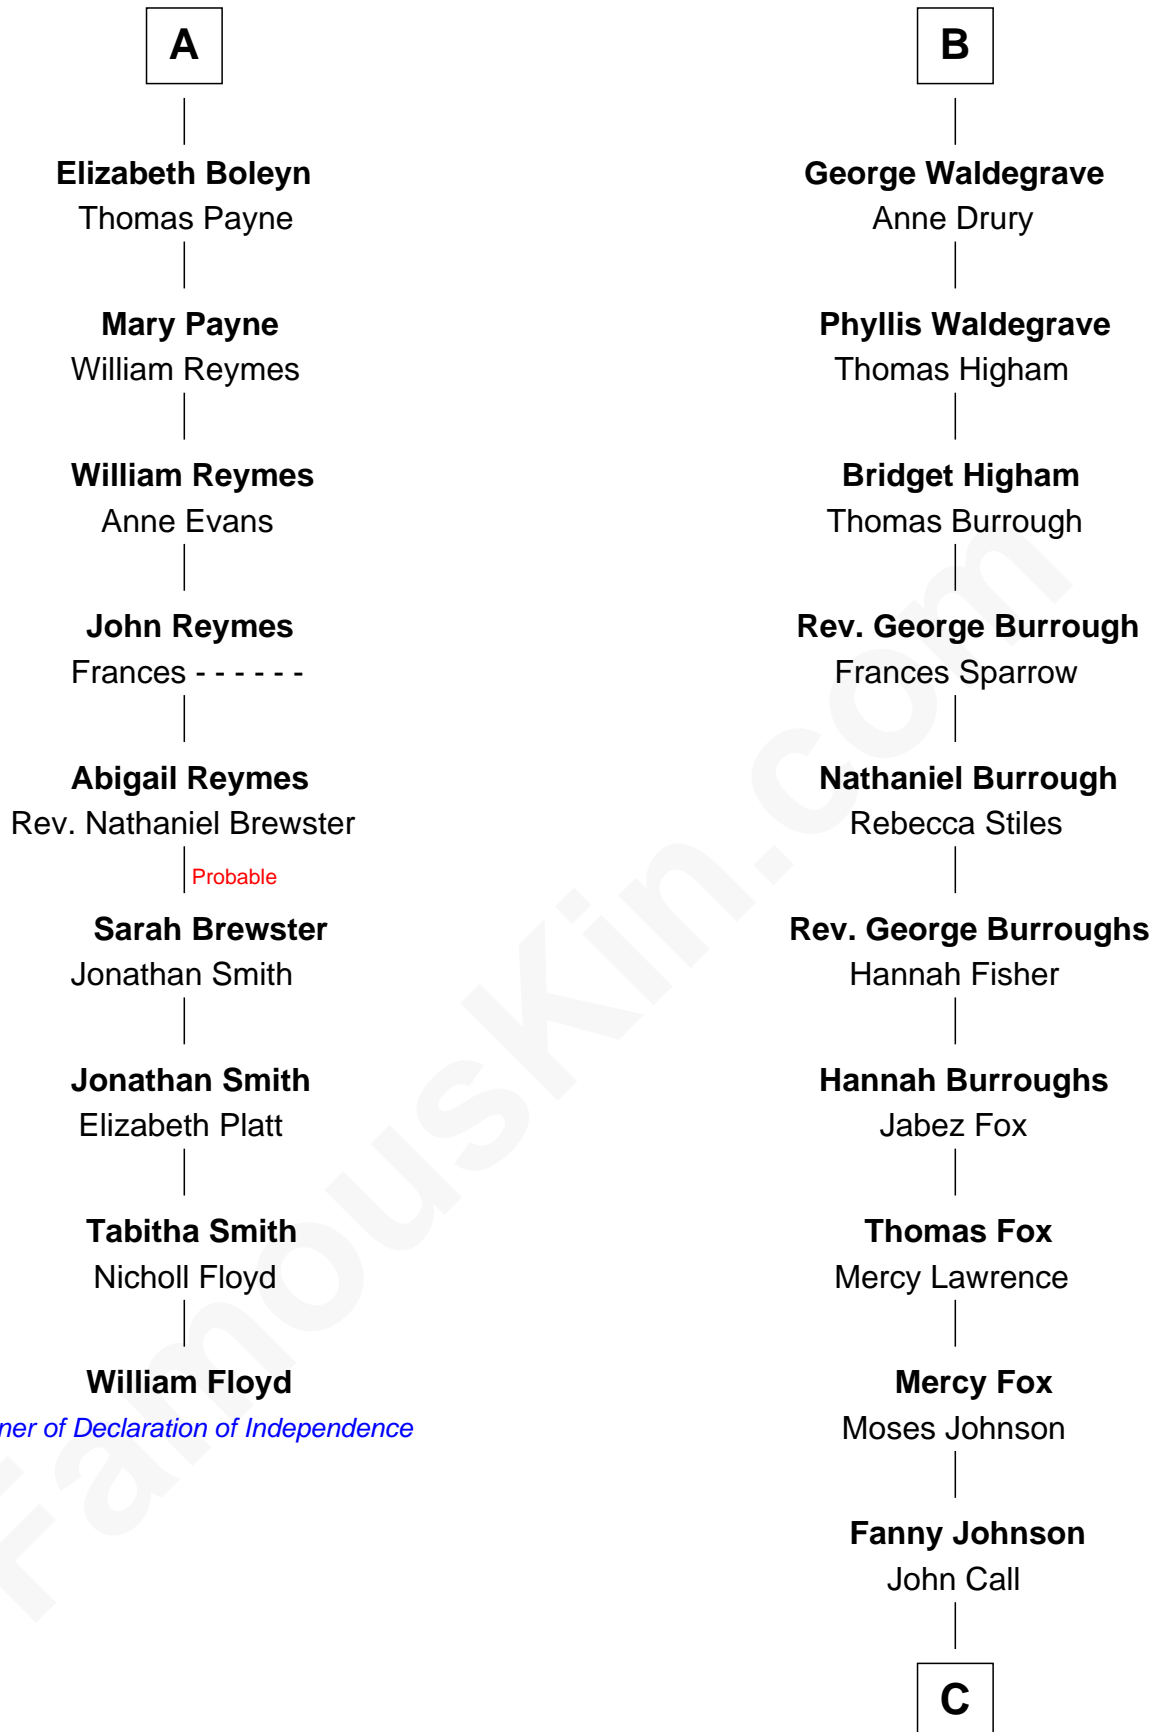 A
Elizabeth Boleyn
Thomas Payne
Mary Payne
William Reymes
William Reymes
Anne Evans
John Reymes
Frances - - - - - -
Abigail Reymes
Rev. Nathaniel Brewster
Probable
Sarah Brewster
Jonathan Smith
Jonathan Smith
Elizabeth Platt
Tabitha Smith
Nicholl Floyd
William Floyd
ner of Declaration of Independence
B
George Waldegrave
Anne Drury
Phyllis Waldegrave
Thomas Higham
Bridget Higham
Thomas Burrough
Rev. George Burrough
Frances Sparrow
Nathaniel Burrough
Rebecca Stiles
Rev. George Burroughs
Hannah Fisher
Hannah Burroughs
Jabez Fox
Thomas Fox
Mercy Lawrence
Mercy Fox
Moses Johnson
Fanny Johnson
John Call
C
FamousKin.com